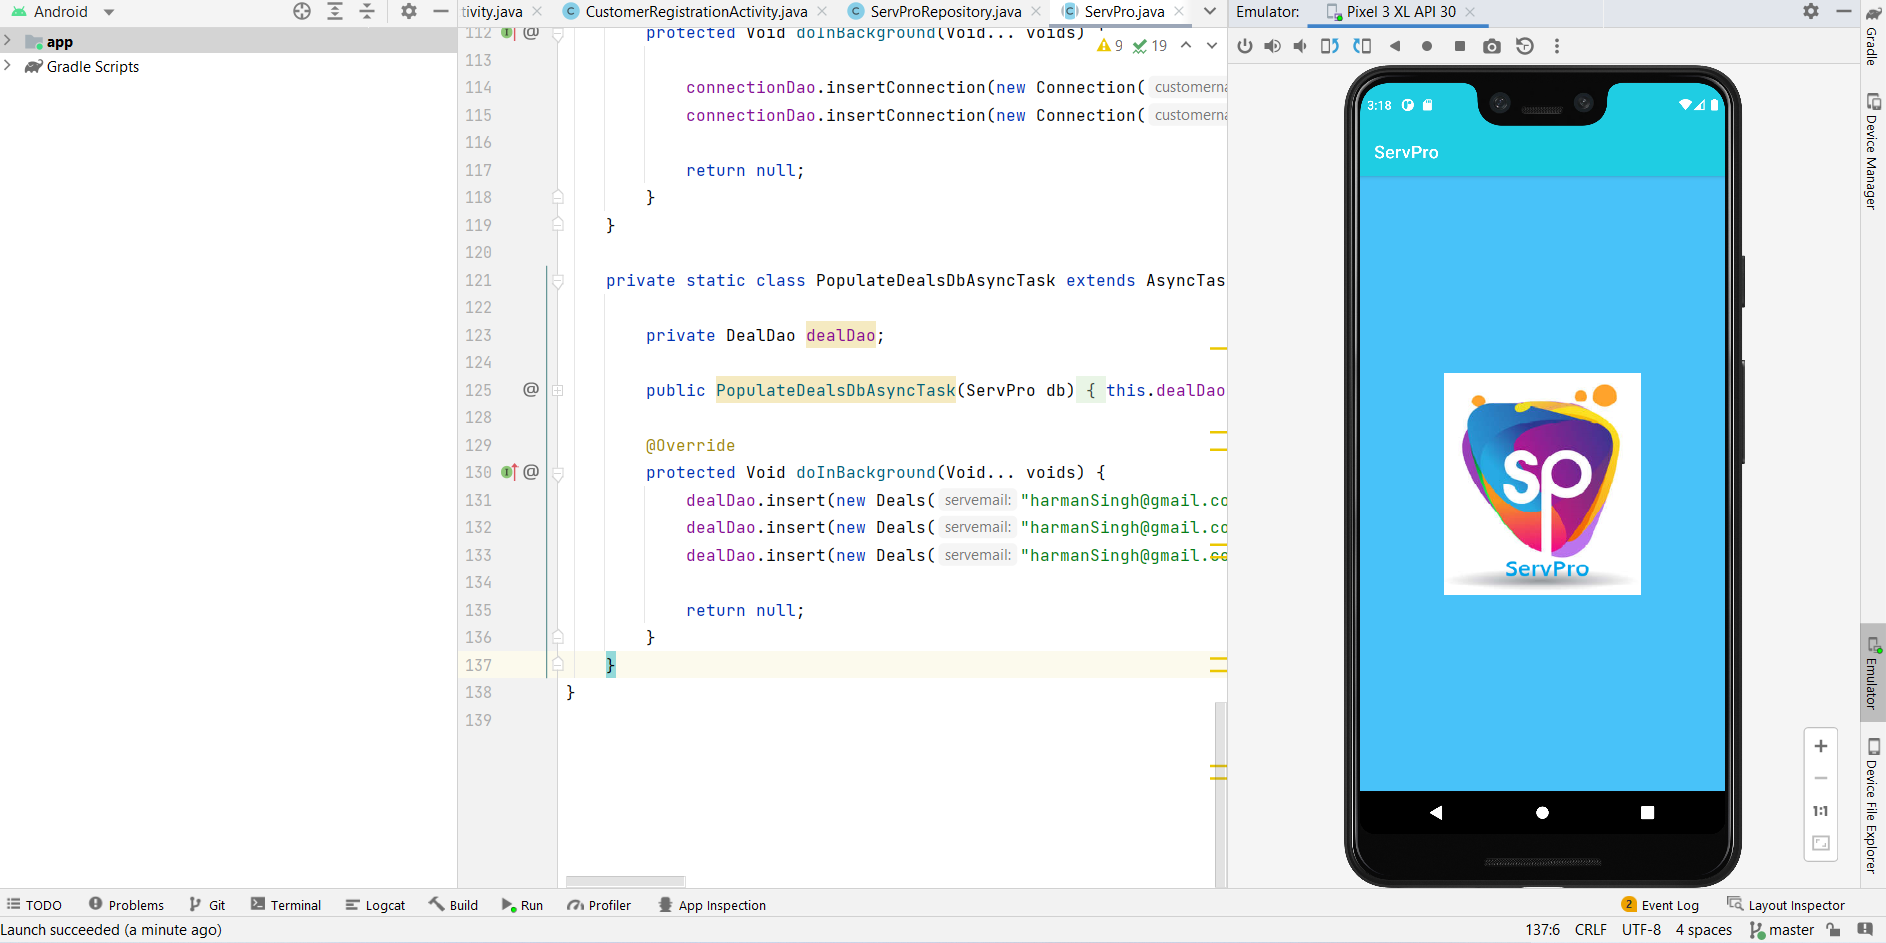 Android
tivity.java
CustomerRegistrationActivity.java
ServProRepository.java
ServPro.java
Emulator:
Pixel 3 XL API 30
app
Gradle Scripts
9
19
112 protected Void doInBackground(Void... voids)
113
114 connectionDao.insertConnection(new Connection( customerna
115 connectionDao.insertConnection(new Connection( customerna
116
117 return null;
118 }
119 }
120
121 private static class PopulateDealsDbAsyncTask extends AsyncTas
122
123 private DealDao dealDao;
124
125 public PopulateDealsDbAsyncTask(ServPro db) { this.dealDao
128
129 @Override
130 protected Void doInBackground(Void... voids) {
131 dealDao.insert(new Deals( servemail: "harmanSingh@gmail.co
132 dealDao.insert(new Deals( servemail: "harmanSingh@gmail.co
133 dealDao.insert(new Deals( servemail: "harmanSingh@gmail.co
134
135 return null;
136 }
137 }
138 }
139
3:18
ServPro
sp
ServPro
1:1
Gradle
Device Manager
Emulator
Device File Explorer
TODO
Problems
Git
Terminal
Logcat
Build
Run
Profiler
App Inspection
2 Event Log
Layout Inspector
Launch succeeded (a minute ago)
137:6 CRLF UTF-8 4 spaces master